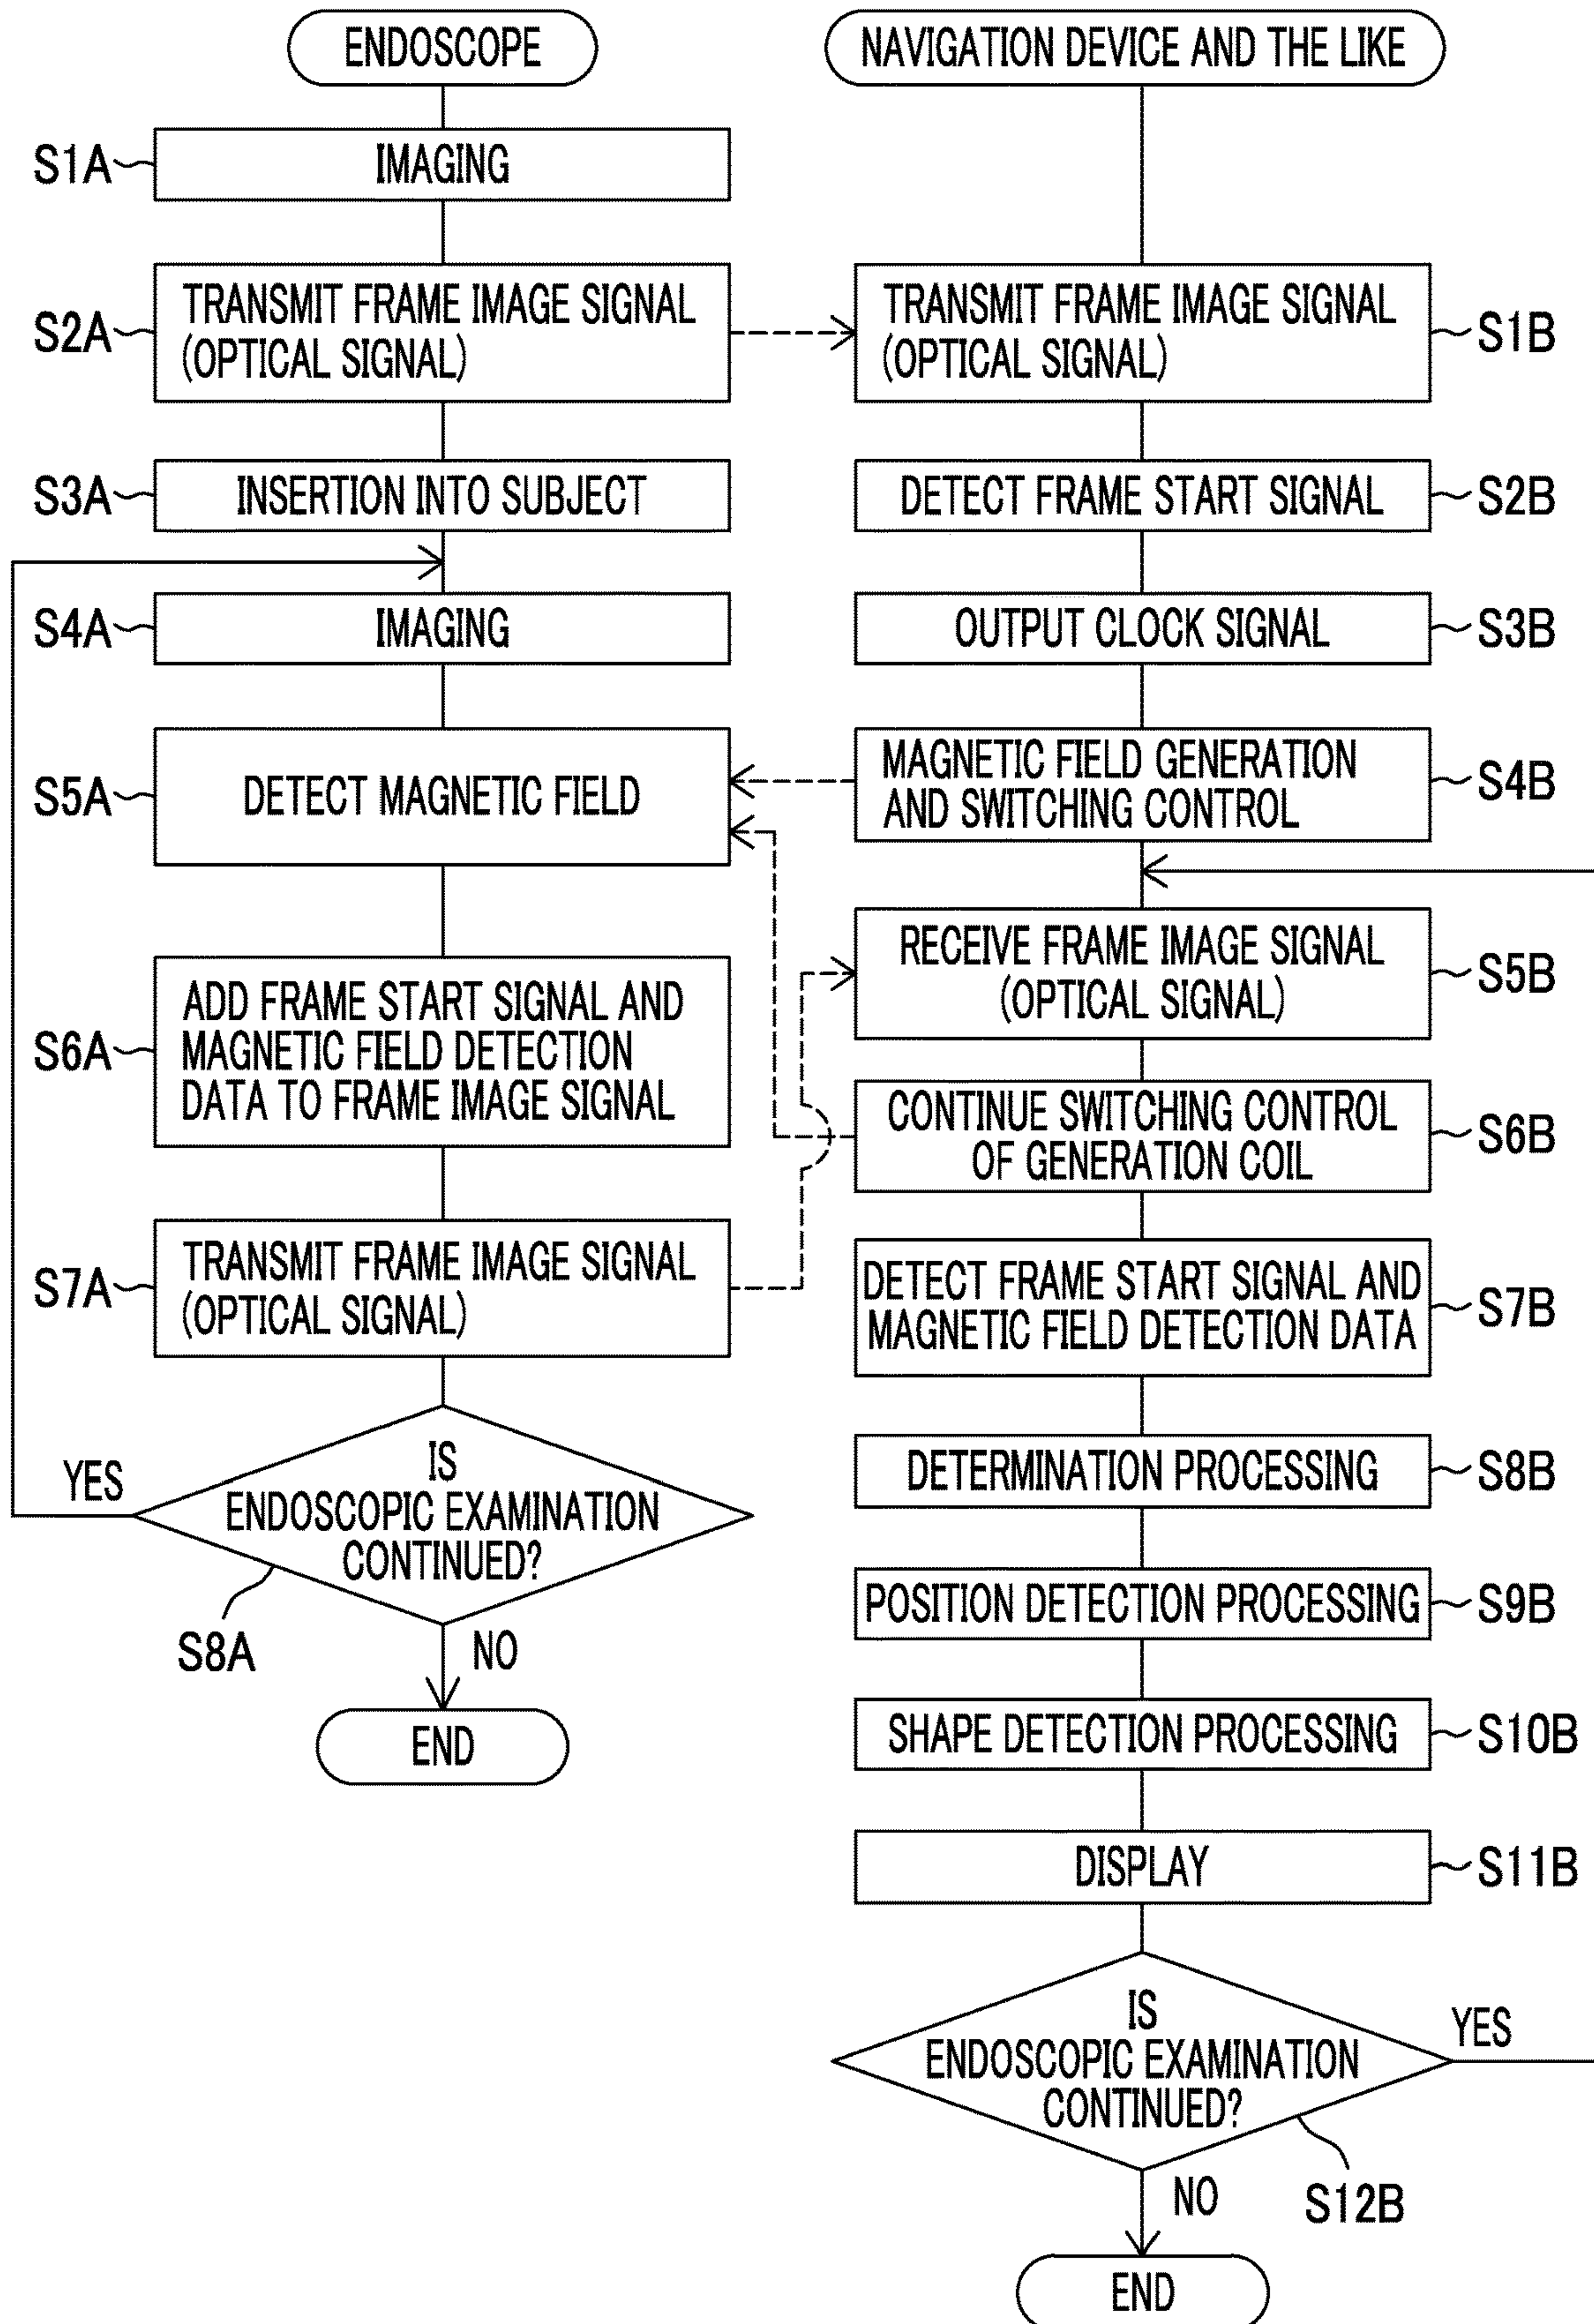 ENDOSCOPE
S1A
IMAGING
S2A
TRANSMIT FRAME IMAGE SIGNAL
(OPTICAL SIGNAL)
S3A
INSERTION INTO SUBJECT
S4A
IMAGING
S5A
DETECT MAGNETIC FIELD
S6A
ADD FRAME START SIGNAL AND
MAGNETIC FIELD DETECTION
DATA TO FRAME IMAGE SIGNAL
S7A
TRANSMIT FRAME IMAGE SIGNAL
(OPTICAL SIGNAL)
YES
IS
ENDOSCOPIC EXAMINATION
CONTINUED?
S8A
NO
END
NAVIGATION DEVICE AND THE LIKE
TRANSMIT FRAME IMAGE SIGNAL
(OPTICAL SIGNAL)
S1B
DETECT FRAME START SIGNAL
S2B
OUTPUT CLOCK SIGNAL
S3B
MAGNETIC FIELD GENERATION
AND SWITCHING CONTROL
S4B
RECEIVE FRAME IMAGE SIGNAL
(OPTICAL SIGNAL)
S5B
CONTINUE SWITCHING CONTROL
OF GENERATION COIL
S6B
DETECT FRAME START SIGNAL AND
MAGNETIC FIELD DETECTION DATA
S7B
DETERMINATION PROCESSING
S8B
POSITION DETECTION PROCESSING
S9B
SHAPE DETECTION PROCESSING
S10B
DISPLAY
S11B
IS
ENDOSCOPIC EXAMINATION
CONTINUED?
YES
S12B
NO
END